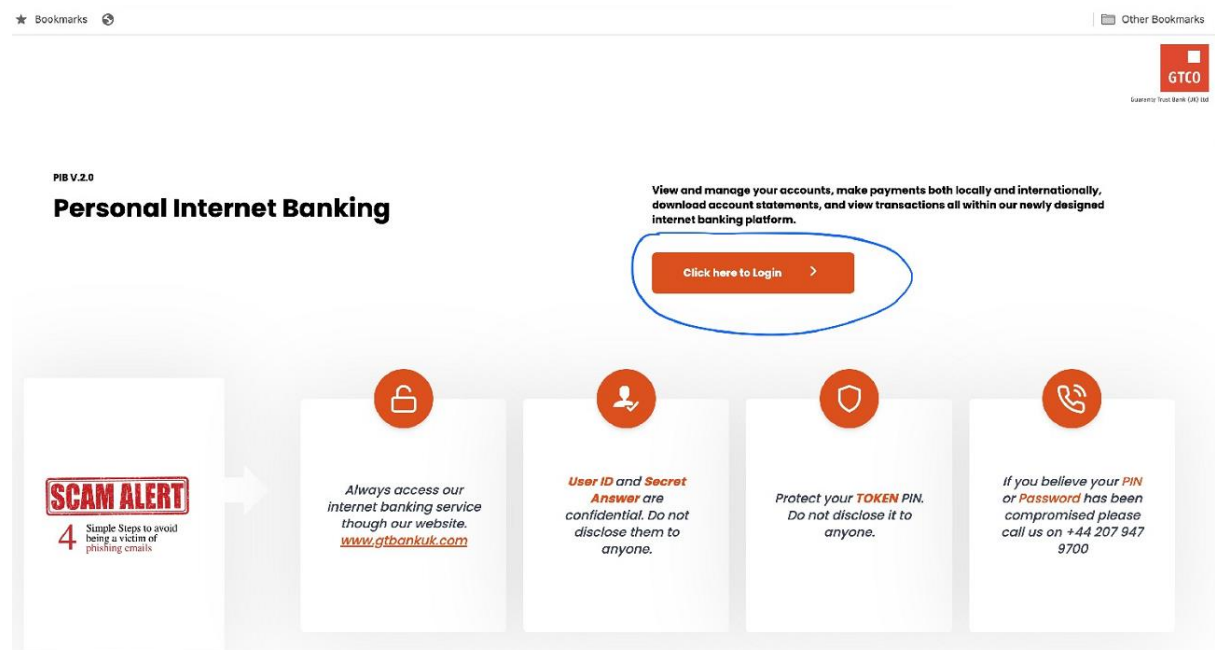 Bookmarks
Other Bookmarks
GTCO
Guaranty Trust Bank (UK) Ltd
PIB V.2.0
Personal Internet Banking
View and manage your accounts, make payments both locally and internationally,
download account statements, and view transactions all within our newly designed
internet banking platform.
Click here to Login
SCAM ALERT
4
Simple Steps to avoid
being a victim of
phishing emails
Always access our
internet banking service
though our website.
www.gtbankuk.com
User ID and Secret
Answer are
confidential. Do not
disclose them to
anyone.
Protect your TOKEN PIN.
Do not disclose it to
anyone.
If you believe your PIN
or Password has been
compromised please
call us on +44 207 947
9700